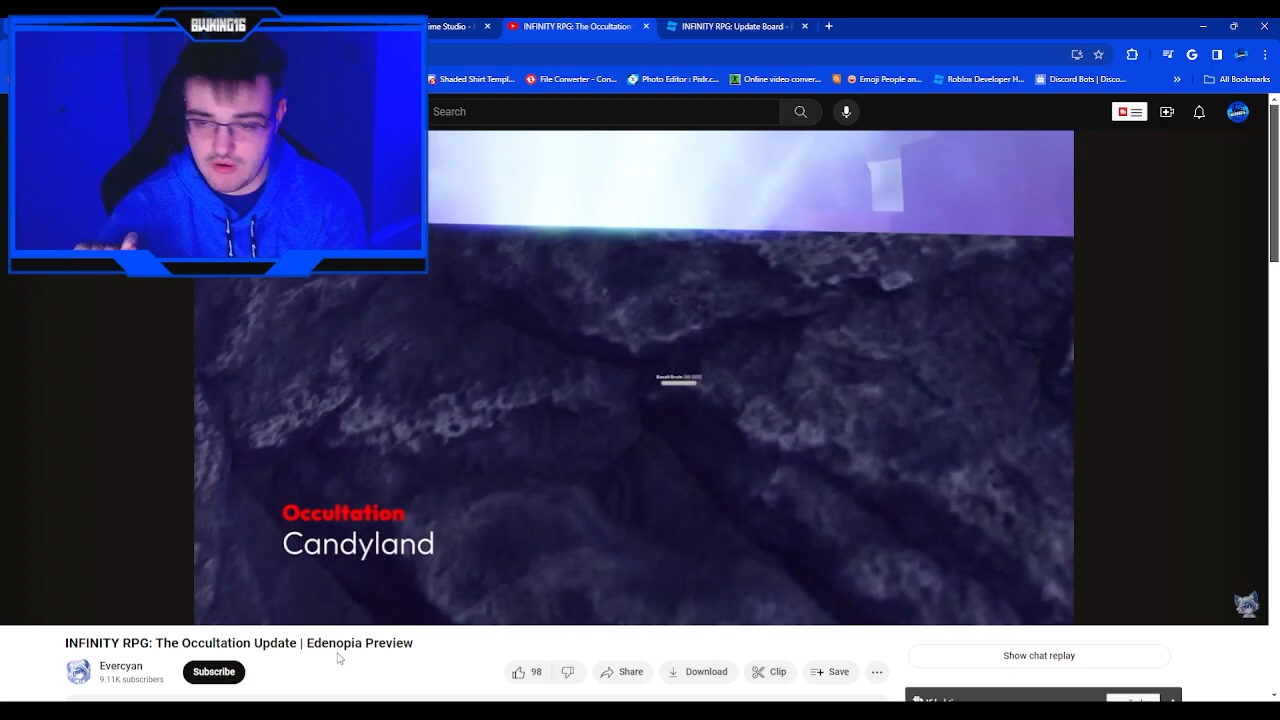 BWKING16
ime Studio -
INFINITY RPG: The Occultation
INFINITY RPG: Update Board -
Shaded Shirt Templ...
File Converter - Con...
Photo Editor : Pixlr.c...
Online video conver...
Emoji People an...
Roblox Developer H...
Discord Bots | Disco...
All Bookmarks
Search
Occultation
Candyland
INFINITY RPG: The Occultation Update | Edenopia Preview
Evercyan
9.11K subscribers
Subscribe
98
Share
Download
Clip
Save
Show chat replay